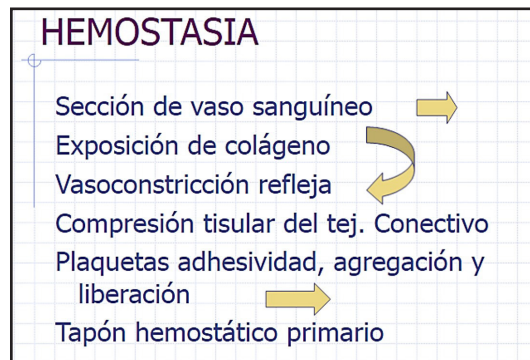 HEMOSTASIA
Sección de vaso sanguíneo
Exposición de colágeno
Vasoconstricción refleja
Compresión tisular del tej. Conectivo
Plaquetas adhesividad, agregación y
liberación
Tapón hemostático primario